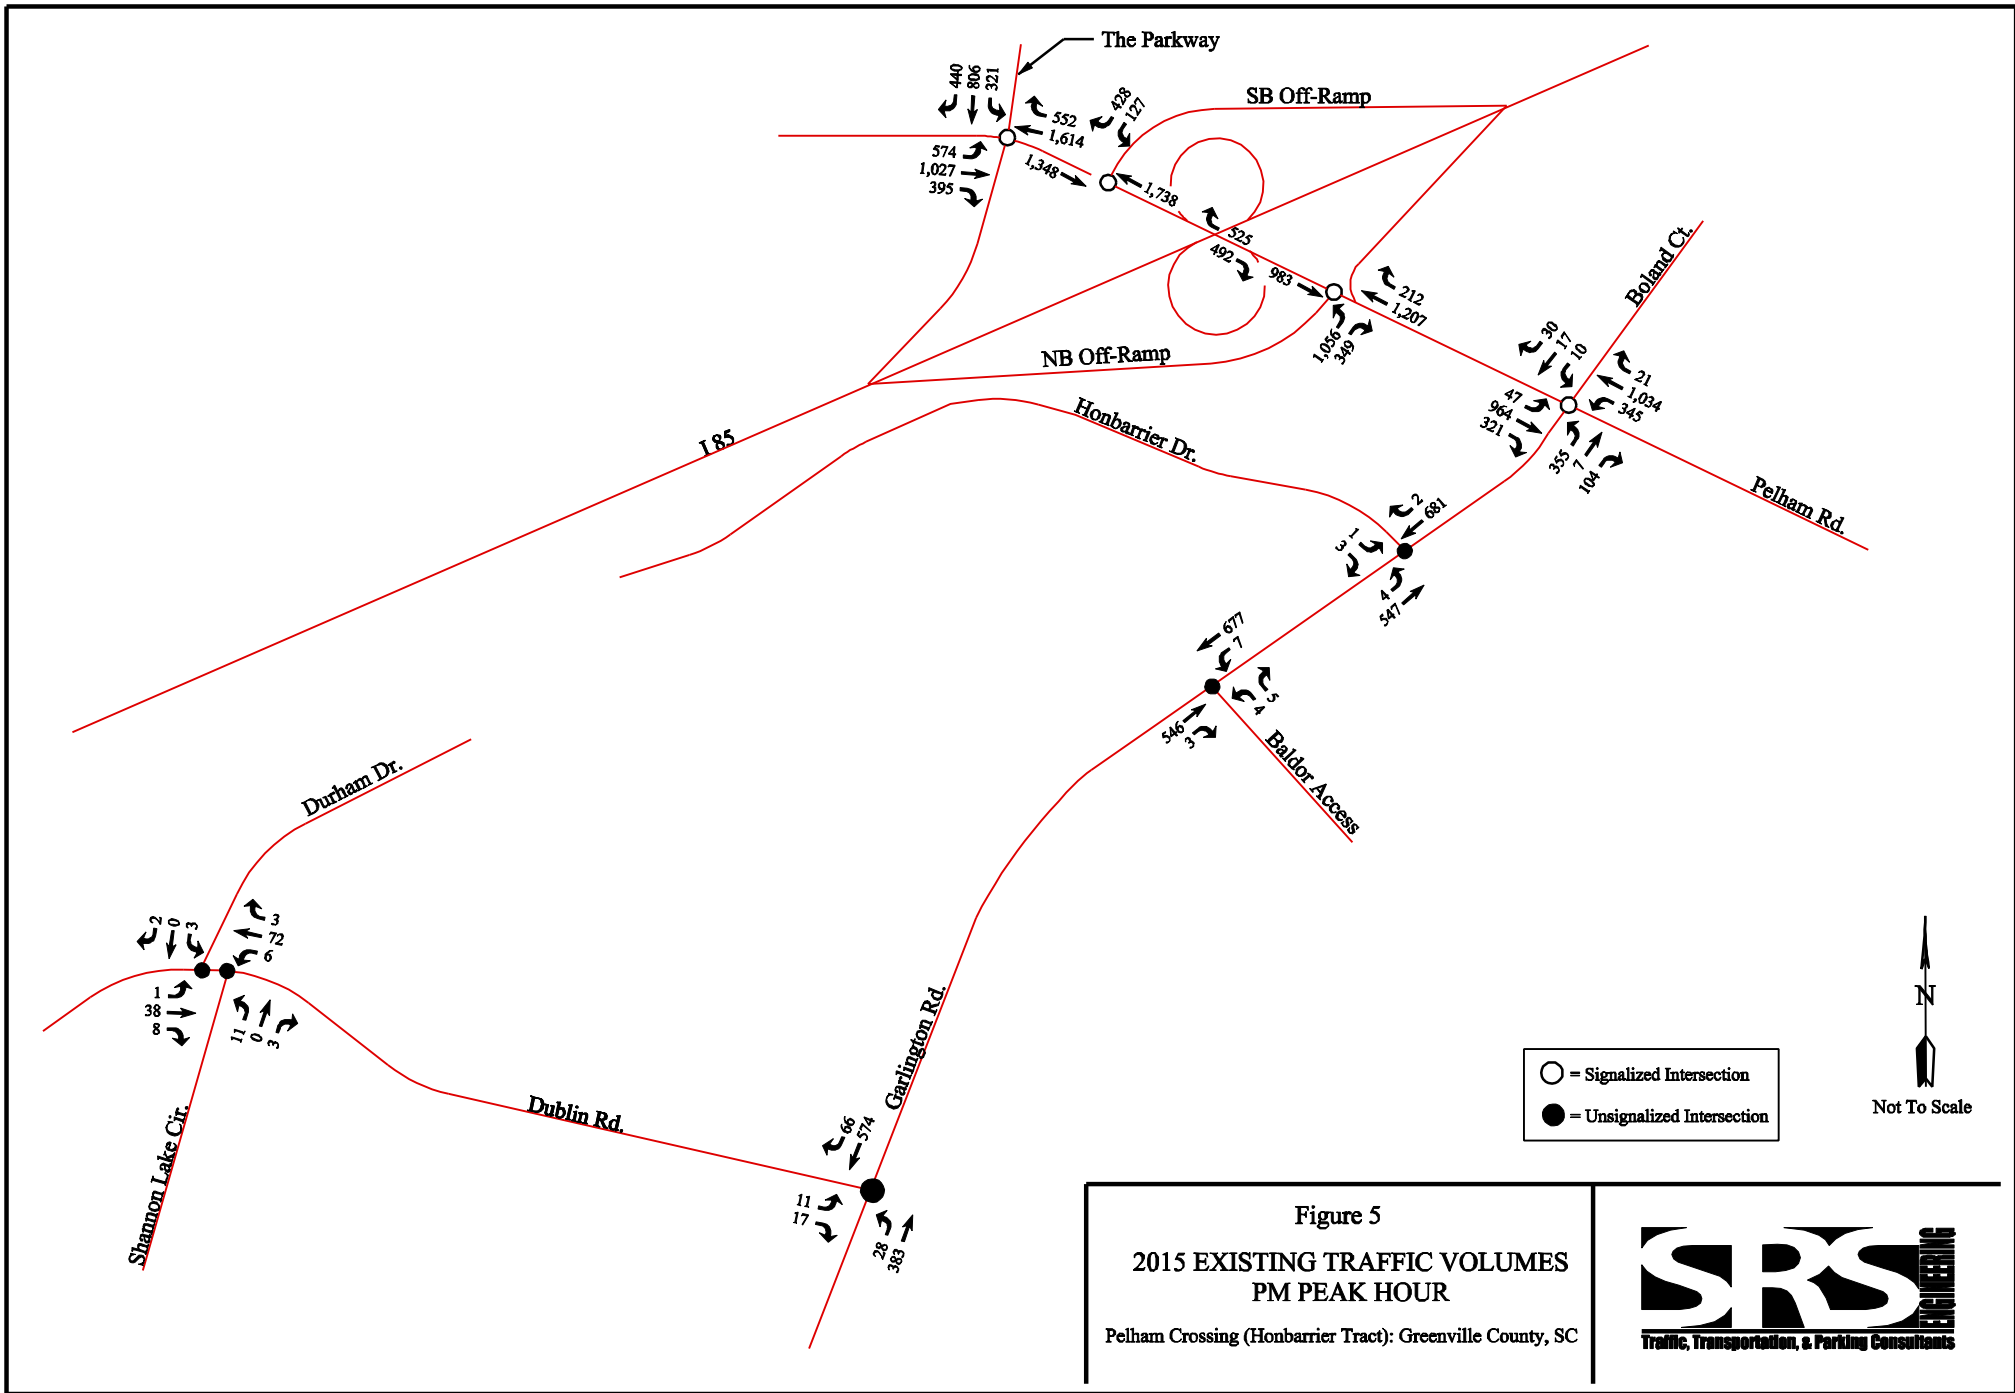 The Parkway
440
806
321
552
1,614
574
1,027
395
1,348
428
127
SB Off-Ramp
1,738
525
492
983
212
1,207
1,056
349
NB Off-Ramp
I 85
Boland Ct.
30
17
10
21
1,034
345
47
964
321
355
7
104
Pelham Rd.
Honbarrier Dr.
2
681
1
3
4
547
677
7
5
4
546
3
Baldor Access
Durham Dr.
2
0
3
3
72
6
1
38
8
11
0
3
Shannon Lake Cir.
Dublin Rd.
Garlington Rd.
66
574
11
17
28
383
N
Not To Scale
= Signalized Intersection
= Unsignalized Intersection
Figure 5
2015 EXISTING TRAFFIC VOLUMES
PM PEAK HOUR
Pelham Crossing (Honbarrier Tract): Greenville County, SC
SRS
ENGINEERING
Traffic, Transportation, & Parking Consultants